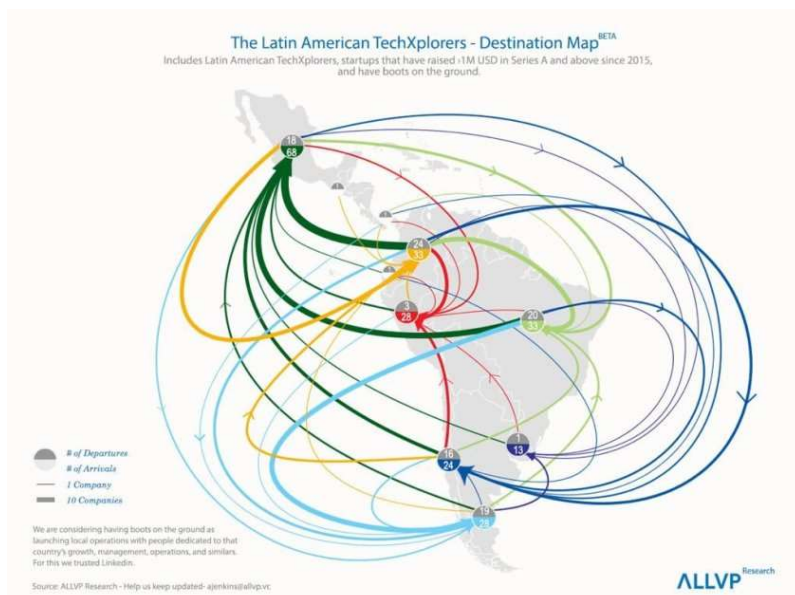 The Latin American TechXplorers - Destination Map BETA
Includes Latin American TechXplorers, startups that have raised >1M USD in Series A and above since 2015,
and have boots on the ground.
18
68
1
1
24
33
1
3
28
20
33
1
13
16
24
19
28
# of Departures
# of Arrivals
1 Company
10 Companies
We are considering having boots on the ground as
launching local operations with people dedicated to that
country's growth, management, operations, and similars.
For this we trusted Linkedin.
Source: ALLVP Research - Help us keep updated- ajenkins@allvp.vc
ALLVP Research